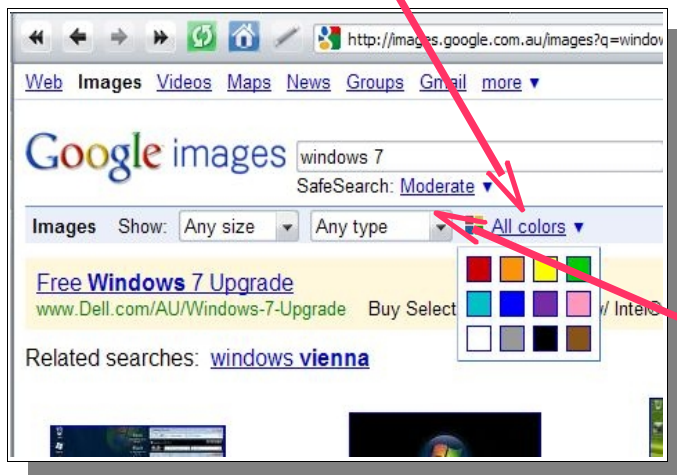 http://images.google.com.au/images?q=window
Web Images Videos Maps News Groups Gmail more ▼
Google images windows 7
SafeSearch: Moderate ▼
Images Show: Any size Any type All colors ▼
Free Windows 7 Upgrade
www.Dell.com/AU/Windows-7-Upgrade Buy Select / Intel®
Related searches: windows vienna